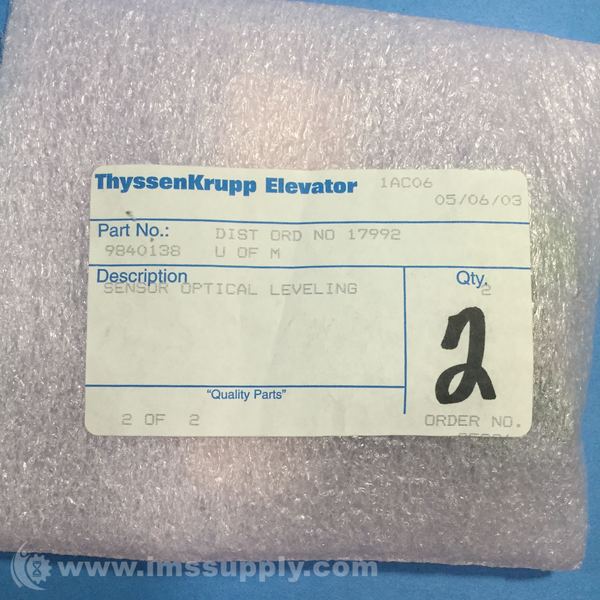 ThyssenKrupp Elevator 1AC06
05/06/03
Part No.: DIST ORD NO 17992
9840138 U OF M
Description Qty.
SENSOR OPTICAL LEVELING 2
2
"Quality Parts"
2 OF 2 ORDER NO.
www.imssupply.com